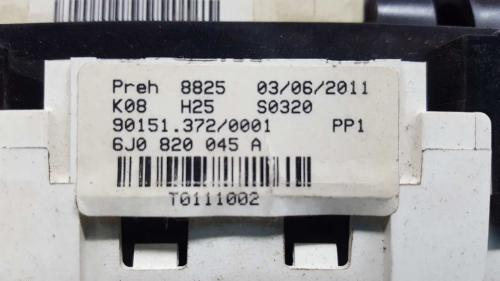 Preh 8825 03/06/2011
K08 H25 S0320
90151.372/0001 PP1
6J0 820 045 A
T0111002